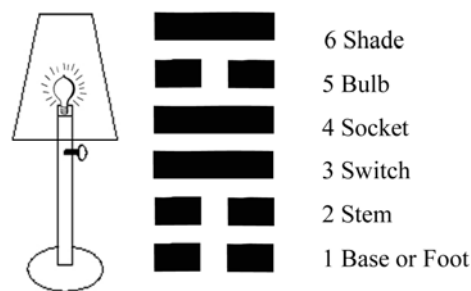 6 Shade
5 Bulb
4 Socket
3 Switch
2 Stem
1 Base or Foot